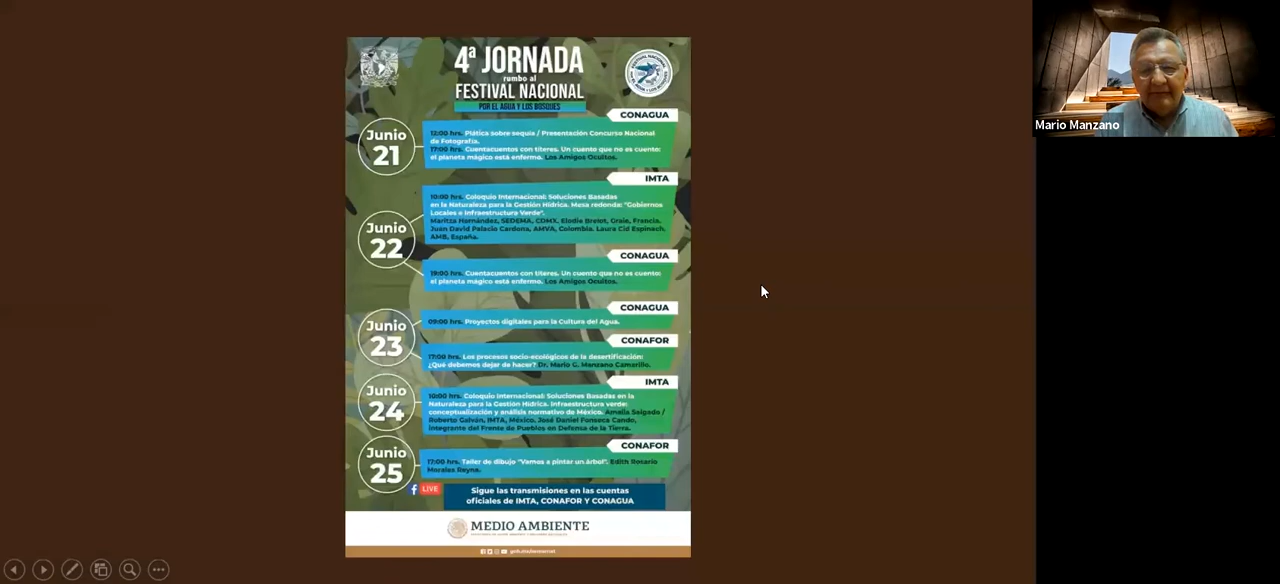 4ª JORNADA
rumbo al
FESTIVAL NACIONAL
POR EL AGUA Y LOS BOSQUES
CONAGUA
Junio
21
12:00 hrs. Plática sobre sequía / Presentación Concurso Nacional
de Fotografía.
17:00 hrs. Cuentacuentos con títeres. Un cuento que no es cuento:
el planeta mágico está enfermo. Los Amigos Ocultos.
IMTA
Junio
22
10:00 hrs. Coloquio Internacional: Soluciones Basadas
en la Naturaleza para la Gestión Hídrica. Mesa redonda: "Gobiernos
Locales e Infraestructura Verde".
Maritza Hernández, SEDEMA, CDMX. Elodie Brelot, Graie, Francia.
Juan David Palacio Cardona, AMVA, Colombia. Laura Cid Espinach,
AMB, España.
CONAGUA
19:00 hrs. Cuentacuentos con títeres. Un cuento que no es cuento:
el planeta mágico está enfermo. Los Amigos Ocultos.
CONAGUA
Junio
23
09:00 hrs. Proyectos digitales para la Cultura del Agua.
CONAFOR
17:00 hrs. Los procesos socio-ecológicos de la desertificación:
¿Qué debemos dejar de hacer? Dr. Mario G. Manzano Camarillo.
IMTA
Junio
24
10:00 hrs. Coloquio Internacional: Soluciones Basadas en la
Naturaleza para la Gestión Hídrica. Infraestructura verde:
conceptualización y análisis normativo de México. Amelia Salgado /
Roberto Galván, IMTA, México. José Daniel Fonseca Cando,
integrante del Frente de Pueblos en Defensa de la Tierra.
CONAFOR
Junio
25
17:00 hrs. Taller de dibujo "Vamos a pintar un árbol". Edith Rosario
Morales Reyna.
f LIVE
Sigue las transmisiones en las cuentas
oficiales de IMTA, CONAFOR Y CONAGUA
MEDIO AMBIENTE
Mario Manzano